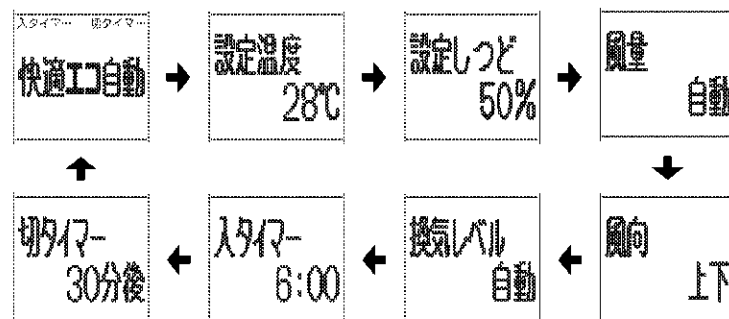 入タイマー… 切タイマー…
快適エコ自動
設定温度
28℃
設定しつど
50%
風量
自動
風向
上下
換気レベル
自動
入タイマー
6:00
切タイマー
30分後